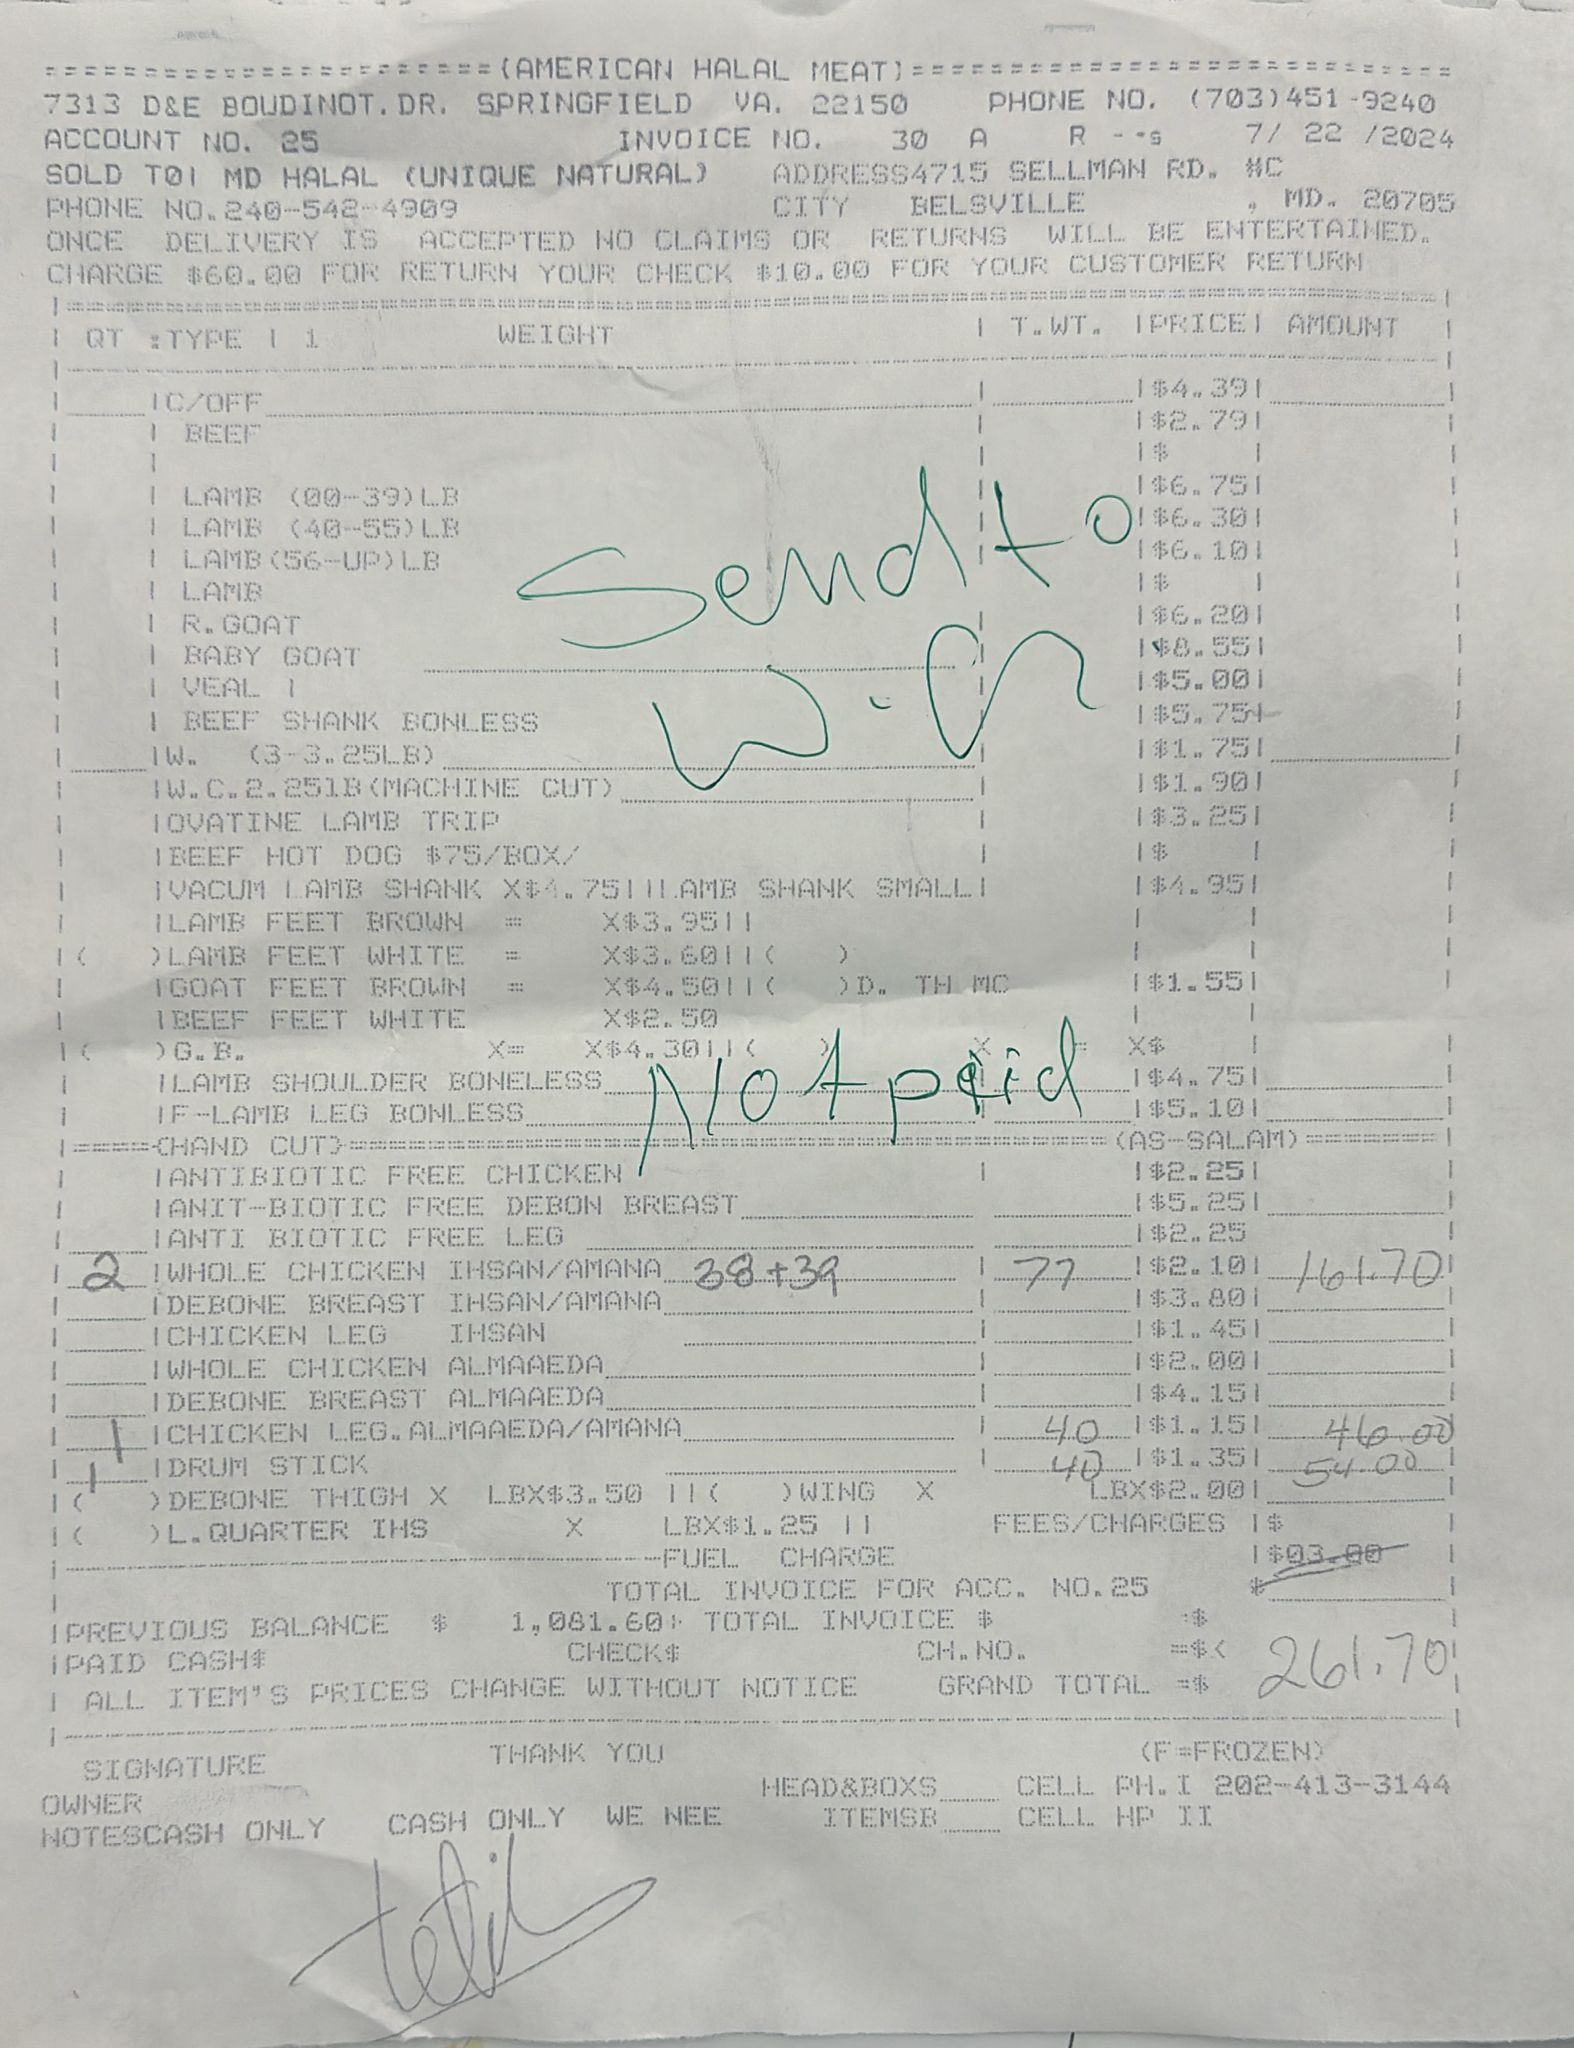 ========================(AMERICAN HALAL MEAT)============================
7313 D&E BOUDINOT.DR. SPRINGFIELD VA. 22150 PHONE NO. (703)451-9240
ACCOUNT NO. 25 INVOICE NO. 30 A R --s 7/ 22 /2024
SOLD TO| MD HALAL (UNIQUE NATURAL) ADDRESS4715 SELLMAN RD. #C
PHONE NO.240-542-4909 CITY BELSVILLE , MD. 20705
ONCE DELIVERY IS ACCEPTED NO CLAIMS OR RETURNS WILL BE ENTERTAINED.
CHARGE $60.00 FOR RETURN YOUR CHECK $10.00 FOR YOUR CUSTOMER RETURN
QT :TYPE | 1 WEIGHT | T.WT. |PRICE| AMOUNT
|C/OFF |$4.39|
| BEEF |$2.79|
|$ |
| LAMB (00-39)LB |$6.75|
| LAMB (40-55)LB |$6.30|
| LAMB(56-UP)LB |$6.10|
| LAMB |$ |
| R.GOAT |$6.20|
| BABY GOAT |$8.55|
| VEAL | |$5.00|
| BEEF SHANK BONLESS |$5.75|
Send to
W.
|W. (3-3.25LB) |$1.75|
|W.C.2.25lB(MACHINE CUT) |$1.90|
|OVATINE LAMB TRIP |$3.25|
|BEEF HOT DOG $75/BOX/ |$ |
|VACUM LAMB SHANK X$4.75||LAMB SHANK SMALL| |$4.95|
|LAMB FEET BROWN = X$3.95||
|( )LAMB FEET WHITE = X$3.60||( )
|GOAT FEET BROWN = X$4.50||( )D. TH MC |$1.55|
|BEEF FEET WHITE X$2.50
|( )G.B. X= X$4.30||( ) X = X$ |
|LAMB SHOULDER BONELESS |$4.75|
|F-LAMB LEG BONLESS |$5.10|
Not paid
|=====(HAND CUT)========================================(AS-SALAM)=======|
|ANTIBIOTIC FREE CHICKEN |$2.25|
|ANIT-BIOTIC FREE DEBON BREAST |$5.25|
|ANTI BIOTIC FREE LEG |$2.25
2 |WHOLE CHICKEN IHSAN/AMANA 38+39 | 77 |$2.10| 161.70
|DEBONE BREAST IHSAN/AMANA |$3.80|
|CHICKEN LEG IHSAN |$1.45|
|WHOLE CHICKEN ALMAAEDA |$2.00|
|DEBONE BREAST ALMAAEDA |$4.15|
1 |CHICKEN LEG.ALMAAEDA/AMANA 40 |$1.15| 46.00
1 |DRUM STICK 40 |$1.35| 54.00
|( )DEBONE THIGH X LBX$3.50 ||( )WING X LBX$2.00|
|( )L.QUARTER IHS X LBX$1.25 || FEES/CHARGES |$
FUEL CHARGE |$03.00
TOTAL INVOICE FOR ACC. NO.25 $
|PREVIOUS BALANCE $ 1,081.60+ TOTAL INVOICE $ =$
|PAID CASH$ CHECK$ CH.NO. =$<
| ALL ITEM'S PRICES CHANGE WITHOUT NOTICE GRAND TOTAL =$ 261.70
SIGNATURE THANK YOU (F=FROZEN)
OWNER HEAD&BOXS CELL PH.I 202-413-3144
NOTESCASH ONLY CASH ONLY WE NEE ITEMSB CELL HP II